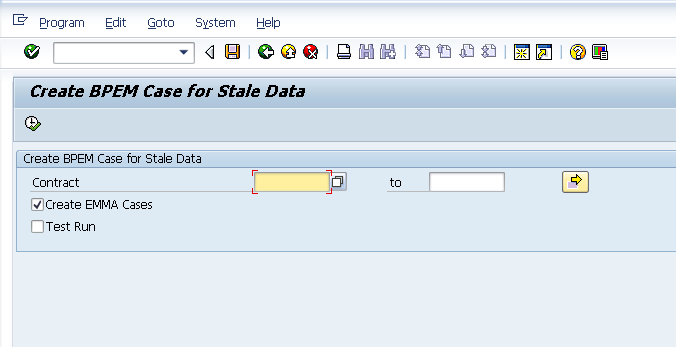 Program Edit Goto System Help
Create BPEM Case for Stale Data
Create BPEM Case for Stale Data
Contract to
Create EMMA Cases
Test Run